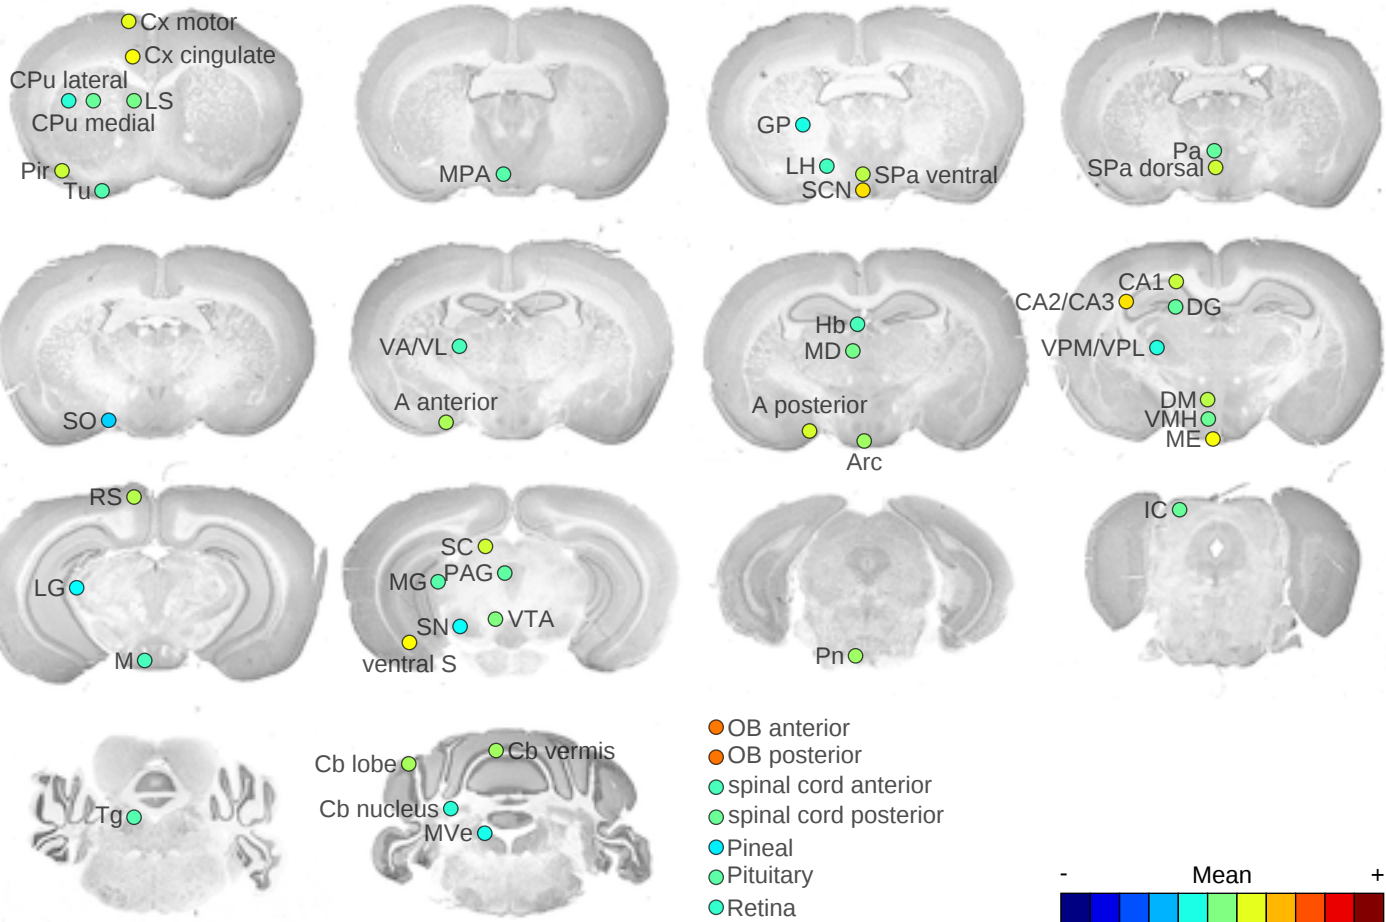 Cx motor
Cx cingulate
CPu lateral
LS
CPu medial
Pir
Tu
MPA
GP
LH
SPa ventral
SCN
Pa
SPa dorsal
SO
VA/VL
A anterior
Hb
MD
A posterior
Arc
CA1
CA2/CA3
DG
VPM/VPL
DM
VMH
ME
RS
LG
M
SC
MG
PAG
SN
VTA
ventral S
Pn
IC
Tg
Cb lobe
Cb vermis
Cb nucleus
MVe
OB anterior
OB posterior
spinal cord anterior
spinal cord posterior
Pineal
Pituitary
Retina
- Mean +